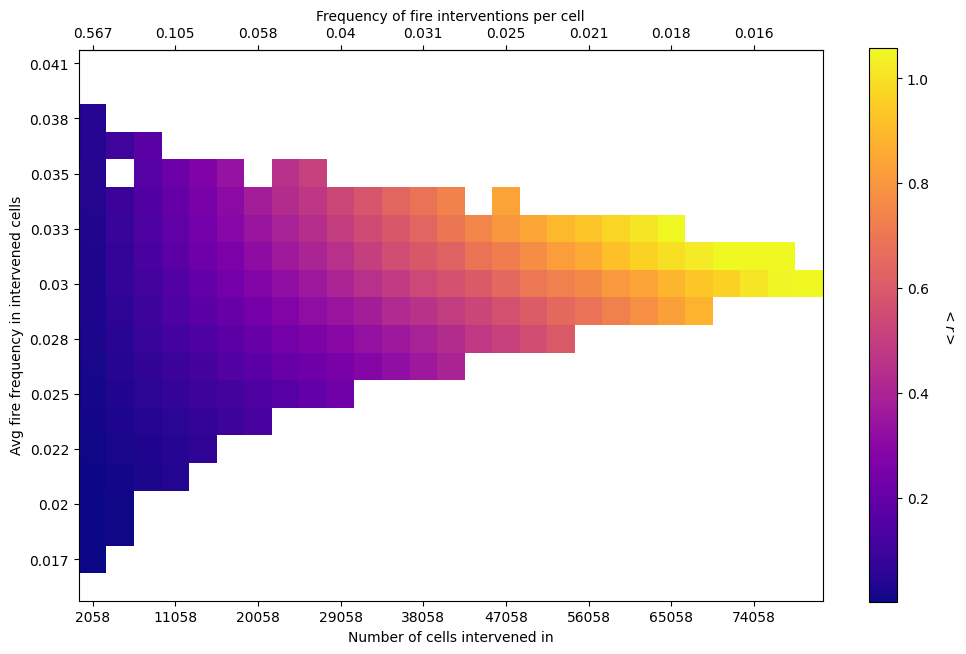 Frequency of fire interventions per cell
0.567 0.105 0.058 0.04 0.031 0.025 0.021 0.018 0.016
Avg fire frequency in intervened cells
0.041
0.038
0.035
0.033
0.03
0.028
0.025
0.022
0.02
0.017
2058 11058 20058 29058 38058 47058 56058 65058 74058
Number of cells intervened in
1.0
0.8
0.6
0.4
0.2
< r >